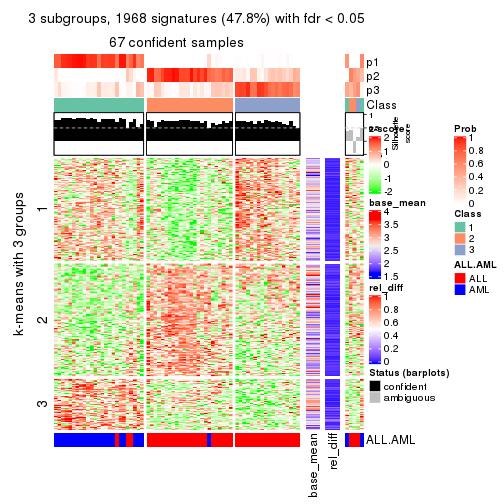 3 subgroups, 1968 signatures (47.8%) with fdr < 0.05
67 confident samples
p1
p2
p3
Class
1
Silhouette
score
k-means with 3 groups
1
2
3
z-score
2
1
0
-1
-2
base_mean
4
3.5
3
2.5
2
1.5
rel_diff
1
0.8
0.6
0.4
0.2
0
Status (barplots)
confident
ambiguous
Prob
1
0.8
0.6
0.4
0.2
0
Class
1
2
3
ALL.AML
ALL
AML
ALL.AML
base_mean
rel_diff